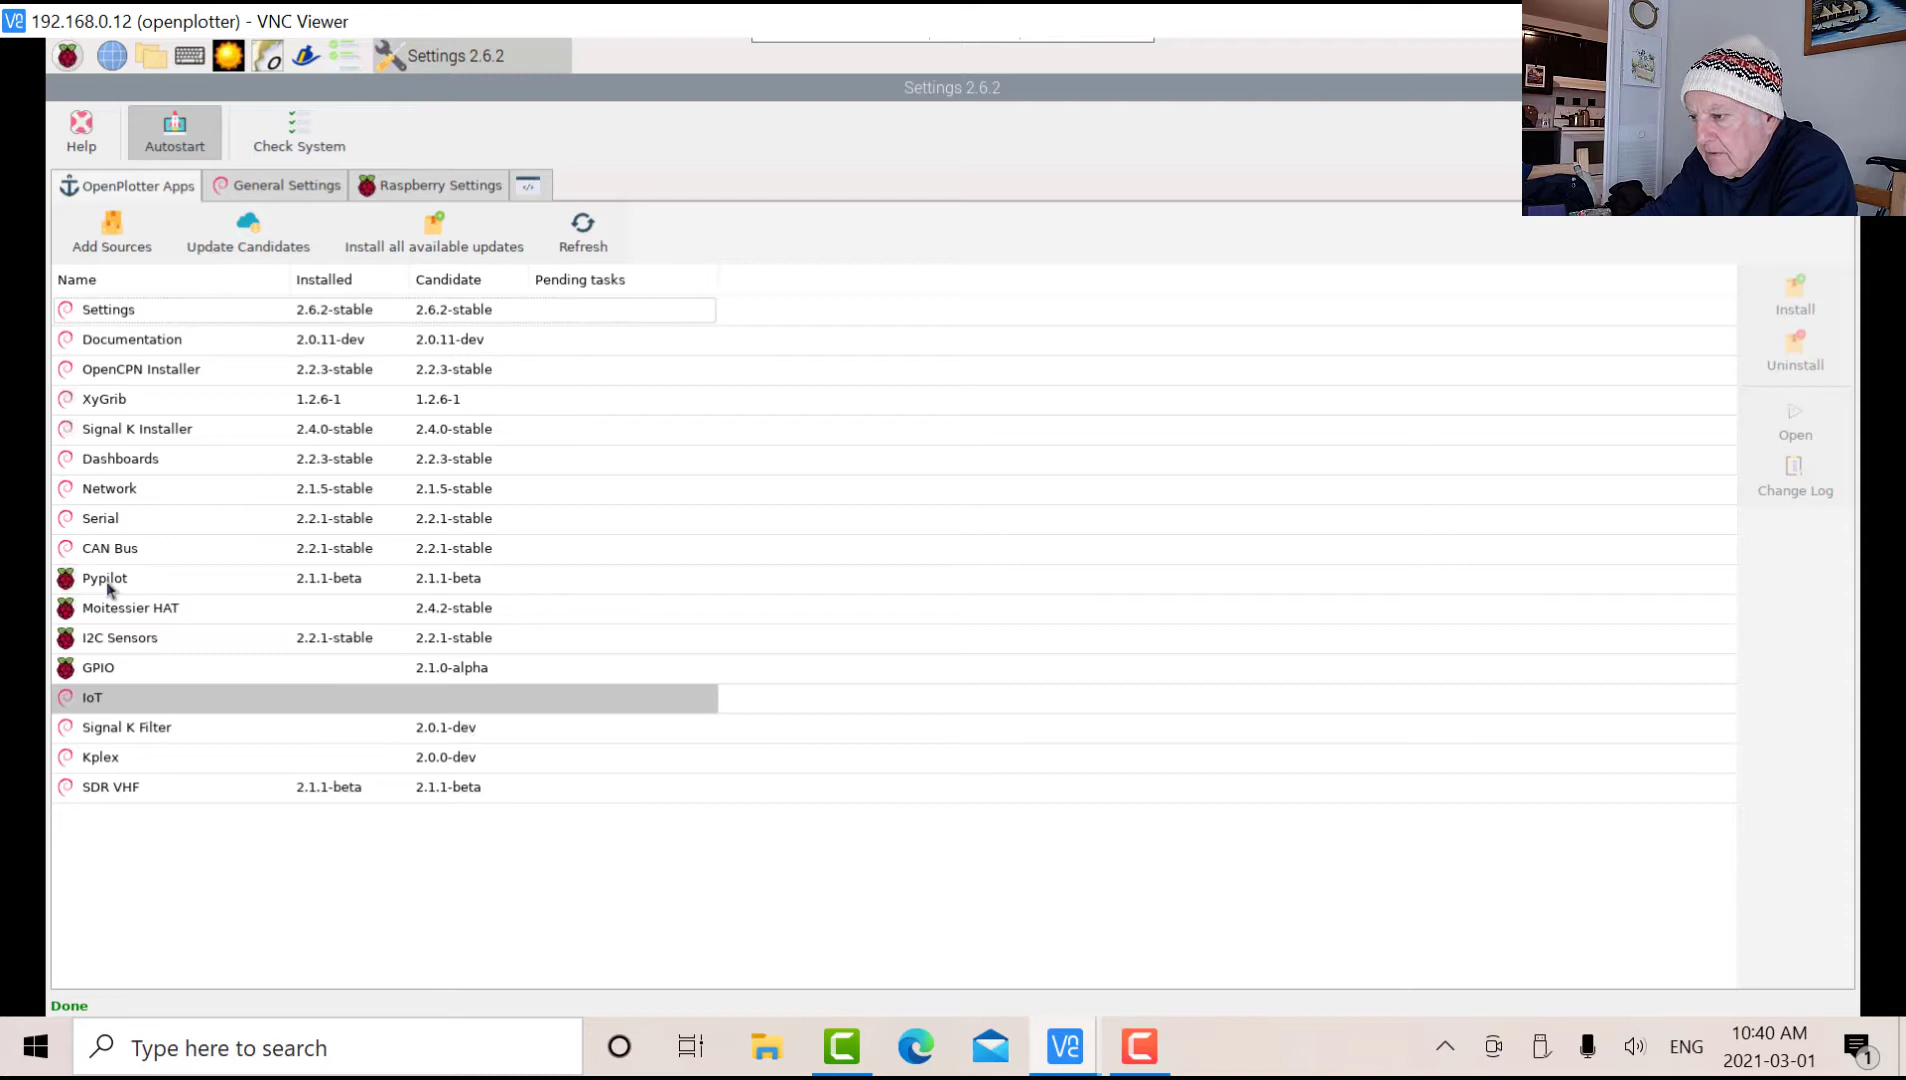 192.168.0.12 (openplotter) - VNC Viewer
Settings 2.6.2
Settings 2.6.2
Help
Autostart
Check System
OpenPlotter Apps
General Settings
Raspberry Settings
Add Sources
Update Candidates
Install all available updates
Refresh
Name Installed Candidate Pending tasks
Settings 2.6.2-stable 2.6.2-stable
Documentation 2.0.11-dev 2.0.11-dev
OpenCPN Installer 2.2.3-stable 2.2.3-stable
XyGrib 1.2.6-1 1.2.6-1
Signal K Installer 2.4.0-stable 2.4.0-stable
Dashboards 2.2.3-stable 2.2.3-stable
Network 2.1.5-stable 2.1.5-stable
Serial 2.2.1-stable 2.2.1-stable
CAN Bus 2.2.1-stable 2.2.1-stable
Pypilot 2.1.1-beta 2.1.1-beta
Moitessier HAT 2.4.2-stable
I2C Sensors 2.2.1-stable 2.2.1-stable
GPIO 2.1.0-alpha
IoT
Signal K Filter 2.0.1-dev
Kplex 2.0.0-dev
SDR VHF 2.1.1-beta 2.1.1-beta
Install
Uninstall
Open
Change Log
Done
Type here to search
ENG
10:40 AM
2021-03-01
1